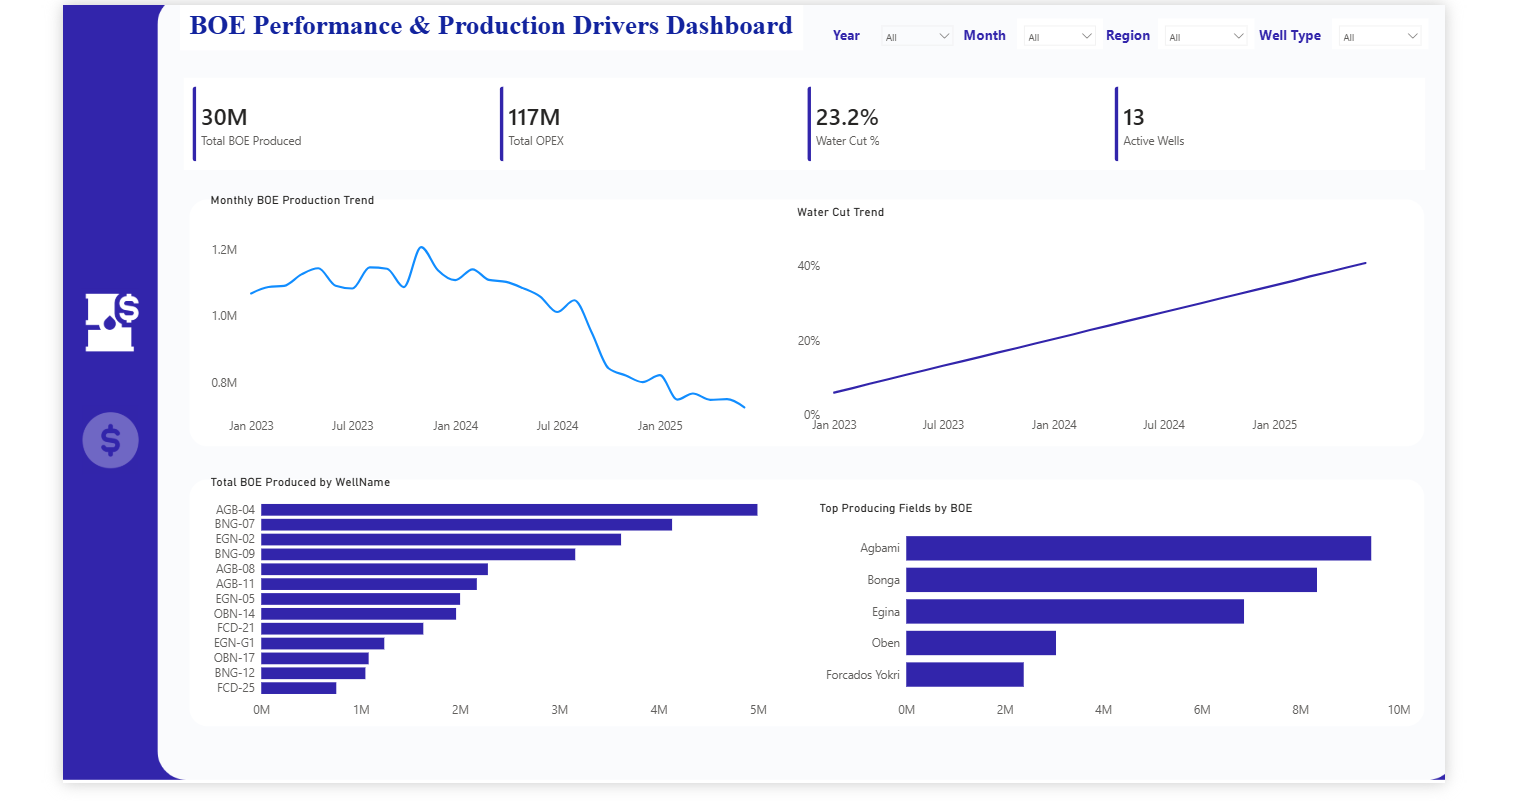 BOE Performance & Production Drivers Dashboard
Year All Month All Region All Well Type All
30M
Total BOE Produced
117M
Total OPEX
23.2%
Water Cut %
13
Active Wells
Monthly BOE Production Trend
1.2M
1.0M
0.8M
Jan 2023 Jul 2023 Jan 2024 Jul 2024 Jan 2025
Water Cut Trend
40%
20%
0%
Jan 2023 Jul 2023 Jan 2024 Jul 2024 Jan 2025
$
$
Total BOE Produced by WellName
AGB-04
BNG-07
EGN-02
BNG-09
AGB-08
AGB-11
EGN-05
OBN-14
FCD-21
EGN-G1
OBN-17
BNG-12
FCD-25
0M 1M 2M 3M 4M 5M
Top Producing Fields by BOE
Agbami
Bonga
Egina
Oben
Forcados Yokri
0M 2M 4M 6M 8M 10M